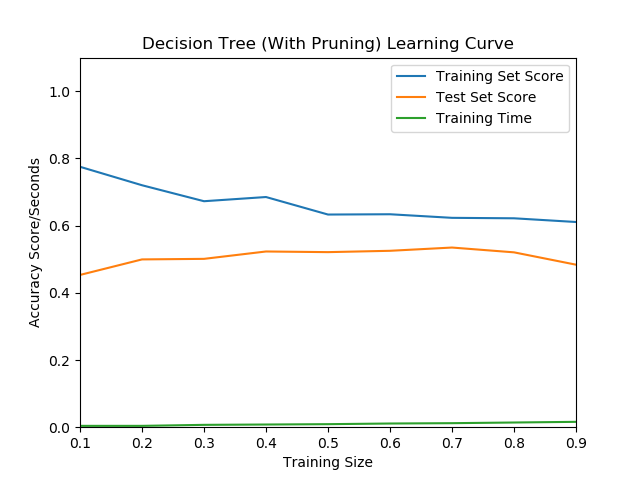 Decision Tree (With Pruning) Learning Curve
Training Set Score
Test Set Score
Training Time
Accuracy Score/Seconds
1.0
0.8
0.6
0.4
0.2
0.0
0.1 0.2 0.3 0.4 0.5 0.6 0.7 0.8 0.9
Training Size